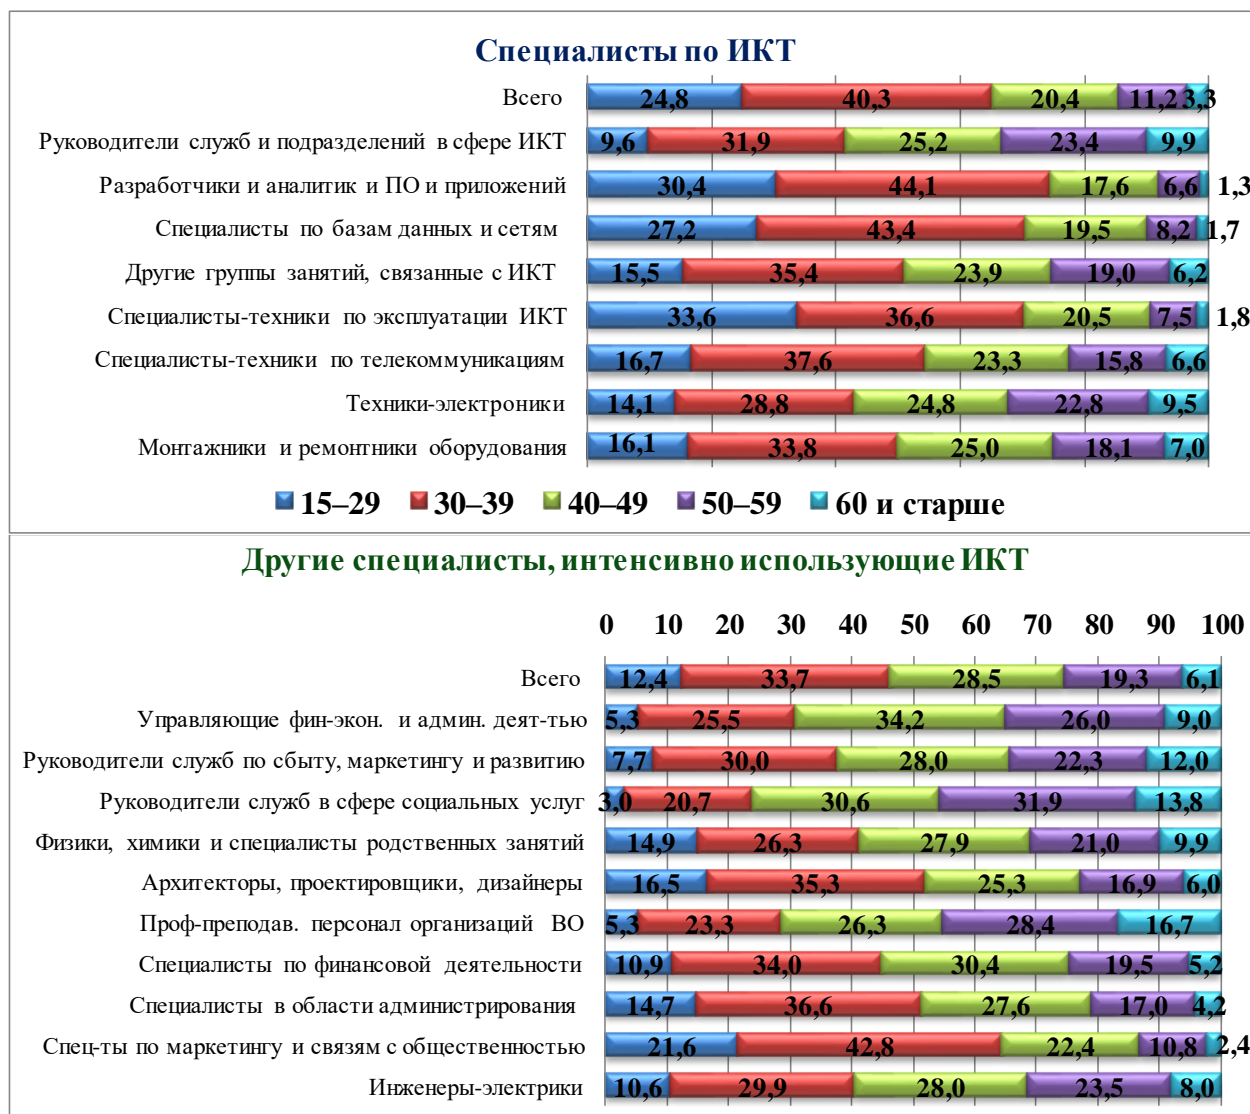 Специалисты по ИКТ
Всего 24,8 40,3 20,4 11,2 3,3
Руководители служб и подразделений в сфере ИКТ 9,6 31,9 25,2 23,4 9,9
Разработчики и аналитик и ПО и приложений 30,4 44,1 17,6 6,6 1,3
Специалисты по базам данных и сетям 27,2 43,4 19,5 8,2 1,7
Другие группы занятий, связанные с ИКТ 15,5 35,4 23,9 19,0 6,2
Специалисты-техники по эксплуатации ИКТ 33,6 36,6 20,5 7,5 1,8
Специалисты-техники по телекоммуникациям 16,7 37,6 23,3 15,8 6,6
Техники-электроники 14,1 28,8 24,8 22,8 9,5
Монтажники и ремонтники оборудования 16,1 33,8 25,0 18,1 7,0
15–29 30–39 40–49 50–59 60 и старше
Другие специалисты, интенсивно использующие ИКТ
0 10 20 30 40 50 60 70 80 90 100
Всего 12,4 33,7 28,5 19,3 6,1
Управляющие фин-экон. и админ. деят-тью 5,3 25,5 34,2 26,0 9,0
Руководители служб по сбыту, маркетингу и развитию 7,7 30,0 28,0 22,3 12,0
Руководители служб в сфере социальных услуг 3,0 20,7 30,6 31,9 13,8
Физики, химики и специалисты родственных занятий 14,9 26,3 27,9 21,0 9,9
Архитекторы, проектировщики, дизайнеры 16,5 35,3 25,3 16,9 6,0
Проф-преподав. персонал организаций ВО 5,3 23,3 26,3 28,4 16,7
Специалисты по финансовой деятельности 10,9 34,0 30,4 19,5 5,2
Специалисты в области администрирования 14,7 36,6 27,6 17,0 4,2
Спец-ты по маркетингу и связям с общественностью 21,6 42,8 22,4 10,8 2,4
Инженеры-электрики 10,6 29,9 28,0 23,5 8,0